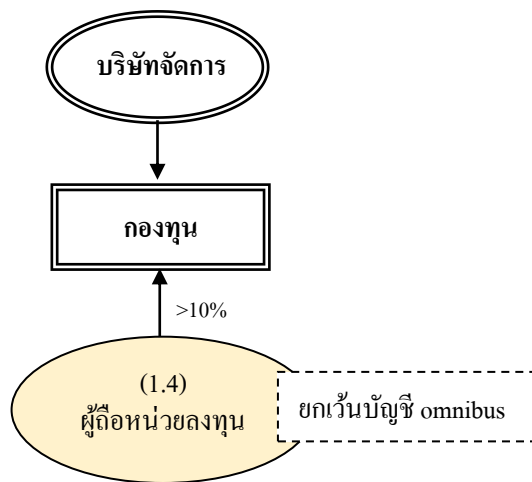 บริษัทจัดการ
กองทุน
>10%
(1.4)
ผู้ถือหน่วยลงทุน
ยกเว้นบัญชี omnibus